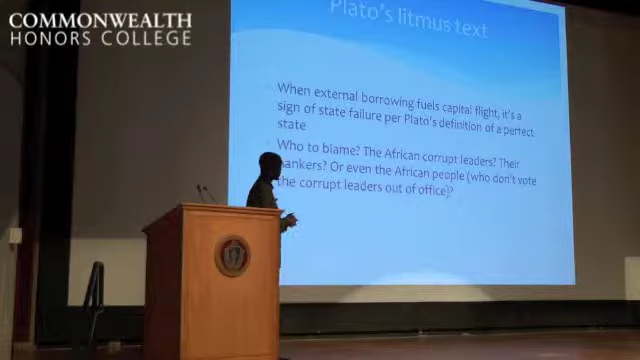 COMMONWEALTH
HONORS COLLEGE
Plato's litmus text
When external borrowing fuels capital flight, it's a
sign of state failure per Plato's definition of a perfect
state
Who to blame? The African corrupt leaders? Their
bankers? Or even the African people (who don't vote
the corrupt leaders out of office)?